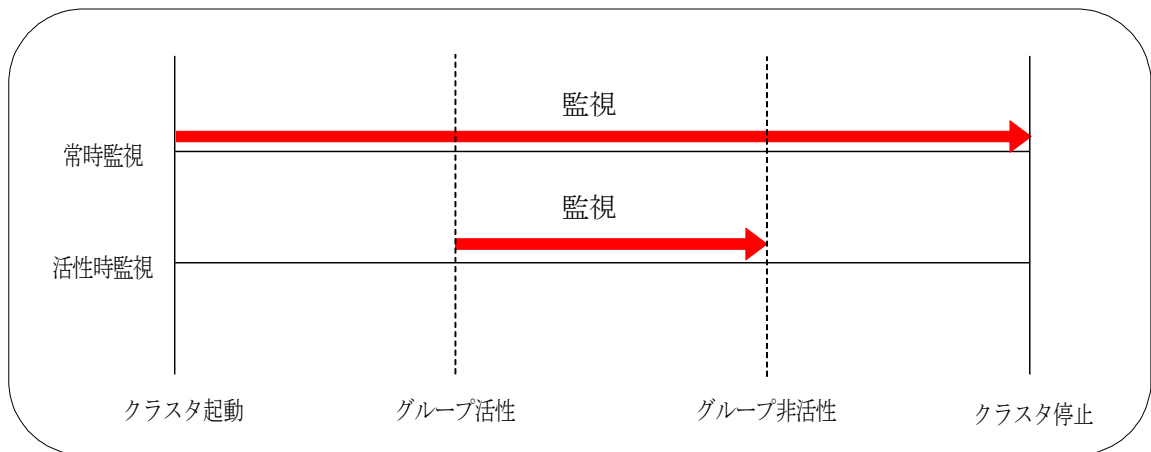 監視
常時監視
監視
活性時監視
クラスタ起動
グループ活性
グループ非活性
クラスタ停止